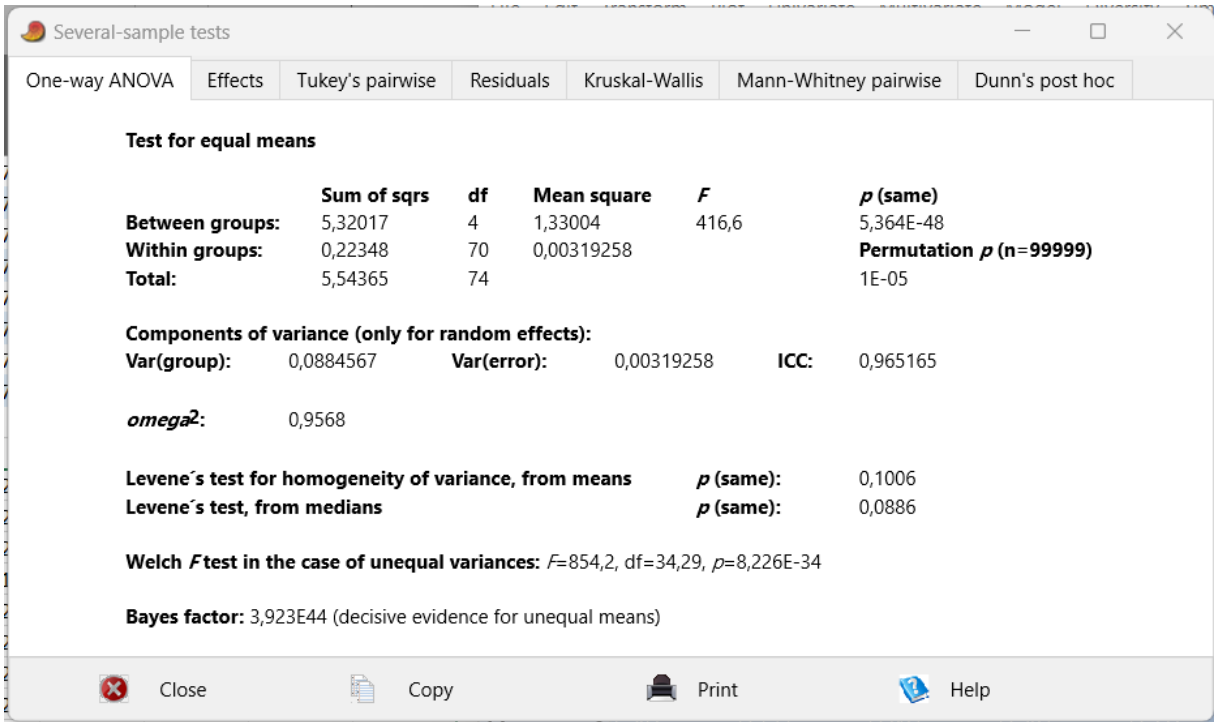 Several-sample tests
One-way ANOVA Effects Tukey's pairwise Residuals Kruskal-Wallis Mann-Whitney pairwise Dunn's post hoc
Test for equal means
Sum of sqrs df Mean square F p (same)
Between groups: 5,32017 4 1,33004 416,6 5,364E-48
Within groups: 0,22348 70 0,00319258 Permutation p (n=99999)
Total: 5,54365 74 1E-05
Components of variance (only for random effects):
Var(group): 0,0884567 Var(error): 0,00319258 ICC: 0,965165
omega2: 0,9568
Levene´s test for homogeneity of variance, from means p (same): 0,1006
Levene´s test, from medians p (same): 0,0886
Welch F test in the case of unequal variances: F=854,2, df=34,29, p=8,226E-34
Bayes factor: 3,923E44 (decisive evidence for unequal means)
Close Copy Print Help